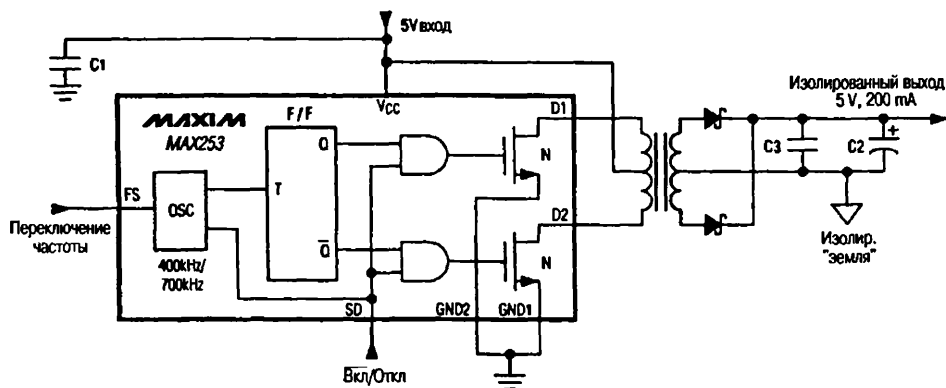 5V вход
C1
Vcc
D1
Изолированный выход
5 V, 200 mA
MAXIM
MAX253
F/F
Q
N
C3
C2
+
FS
OSC
T
Переключение
частоты
400kHz/
700kHz
Q̅
D2
N
Изолир.
"земля"
SD
GND2
GND1
В̅к̅л̅/Откл